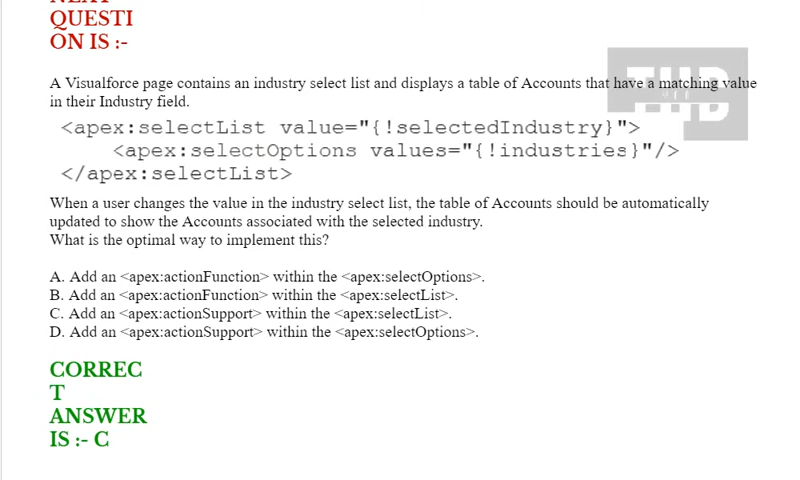 QUESTI
ON IS :-
A Visualforce page contains an industry select list and displays a table of Accounts that have a matching value
in their Industry field.
<apex:selectList value="{!selectedIndustry}">
<apex:selectOptions values="{!industries}"/>
</apex:selectList>
When a user changes the value in the industry select list, the table of Accounts should be automatically
updated to show the Accounts associated with the selected industry.
What is the optimal way to implement this?
A. Add an <apex:actionFunction> within the <apex:selectOptions>.
B. Add an <apex:actionFunction> within the <apex:selectList>.
C. Add an <apex:actionSupport> within the <apex:selectList>.
D. Add an <apex:actionSupport> within the <apex:selectOptions>.
CORREC
T
ANSWER
IS :- C